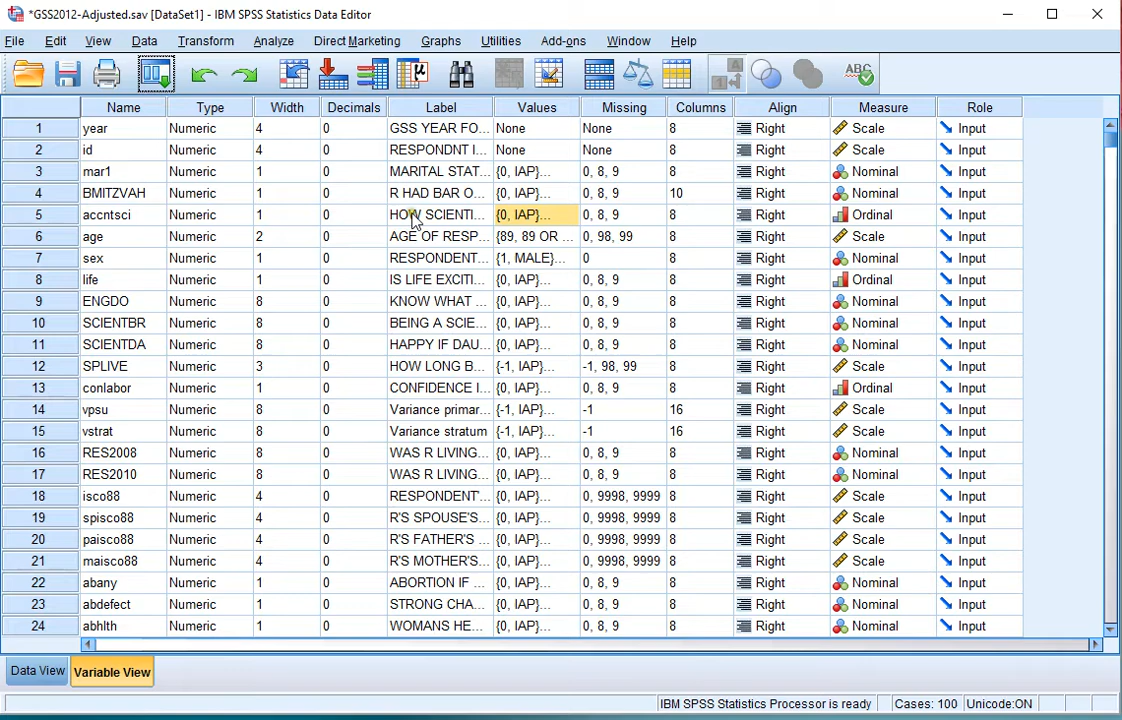 *GSS2012-Adjusted.sav [DataSet1] - IBM SPSS Statistics Data Editor
File Edit View Data Transform Analyze Direct Marketing Graphs Utilities Add-ons Window Help
Name Type Width Decimals Label Values Missing Columns Align Measure Role
1 year Numeric 4 0 GSS YEAR FO... None None 8 Right Scale Input
2 id Numeric 4 0 RESPONDNT I... None None 8 Right Scale Input
3 mar1 Numeric 1 0 MARITAL STAT... {0, IAP}... 0, 8, 9 8 Right Nominal Input
4 BMITZVAH Numeric 1 0 R HAD BAR O... {0, IAP}... 0, 8, 9 10 Right Nominal Input
5 accntsci Numeric 1 0 HOW SCIENTI... {0, IAP}... 0, 8, 9 8 Right Ordinal Input
6 age Numeric 2 0 AGE OF RESP... {89, 89 OR ... 0, 98, 99 8 Right Scale Input
7 sex Numeric 1 0 RESPONDENT... {1, MALE}... 0 8 Right Nominal Input
8 life Numeric 1 0 IS LIFE EXCITI... {0, IAP}... 0, 8, 9 8 Right Ordinal Input
9 ENGDO Numeric 8 0 KNOW WHAT ... {0, IAP}... 0, 8, 9 8 Right Nominal Input
10 SCIENTBR Numeric 8 0 BEING A SCIE... {0, IAP}... 0, 8, 9 8 Right Nominal Input
11 SCIENTDA Numeric 8 0 HAPPY IF DAU... {0, IAP}... 0, 8, 9 8 Right Nominal Input
12 SPLIVE Numeric 3 0 HOW LONG B... {-1, IAP}... -1, 98, 99 8 Right Scale Input
13 conlabor Numeric 1 0 CONFIDENCE I... {0, IAP}... 0, 8, 9 8 Right Ordinal Input
14 vpsu Numeric 8 0 Variance primar... {-1, IAP}... -1 16 Right Scale Input
15 vstrat Numeric 8 0 Variance stratum {-1, IAP}... -1 16 Right Scale Input
16 RES2008 Numeric 8 0 WAS R LIVING... {0, IAP}... 0, 8, 9 8 Right Nominal Input
17 RES2010 Numeric 8 0 WAS R LIVING... {0, IAP}... 0, 8, 9 8 Right Nominal Input
18 isco88 Numeric 4 0 RESPONDENT'... {0, IAP}... 0, 9998, 9999 8 Right Scale Input
19 spisco88 Numeric 4 0 R'S SPOUSE'S... {0, IAP}... 0, 9998, 9999 8 Right Scale Input
20 paisco88 Numeric 4 0 R'S FATHER'S ... {0, IAP}... 0, 9998, 9999 8 Right Scale Input
21 maisco88 Numeric 4 0 R'S MOTHER'S... {0, IAP}... 0, 9998, 9999 8 Right Scale Input
22 abany Numeric 1 0 ABORTION IF ... {0, IAP}... 0, 8, 9 8 Right Nominal Input
23 abdefect Numeric 1 0 STRONG CHA... {0, IAP}... 0, 8, 9 8 Right Nominal Input
24 abhlth Numeric 1 0 WOMANS HE... {0, IAP}... 0, 8, 9 8 Right Nominal Input
Data View Variable View
IBM SPSS Statistics Processor is ready Cases: 100 Unicode:ON